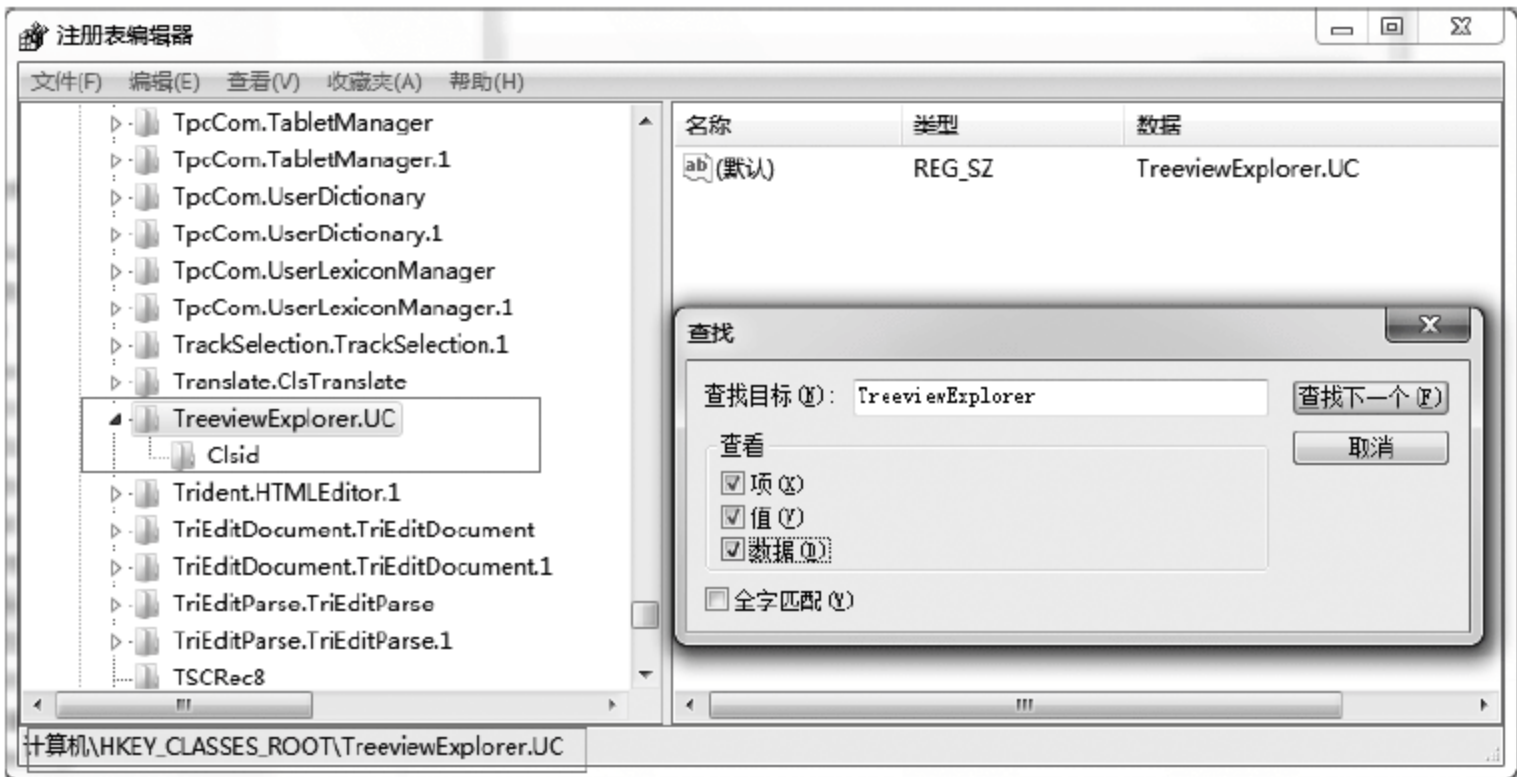 注册表编辑器
文件(F) 编辑(E) 查看(V) 收藏夹(A) 帮助(H)
TpcCom.TabletManager
TpcCom.TabletManager.1
TpcCom.UserDictionary
TpcCom.UserDictionary.1
TpcCom.UserLexiconManager
TpcCom.UserLexiconManager.1
TrackSelection.TrackSelection.1
Translate.ClsTranslate
TreeviewExplorer.UC
Clsid
Trident.HTMLEditor.1
TriEditDocument.TriEditDocument
TriEditDocument.TriEditDocument.1
TriEditParse.TriEditParse
TriEditParse.TriEditParse.1
TSCRec8
名称 类型 数据
ab (默认) REG_SZ TreeviewExplorer.UC
查找
查找目标(N): TreeviewExplorer 查找下一个(F)
查看
取消
项(K)
值(V)
数据(D)
全字匹配(W)
计算机\HKEY_CLASSES_ROOT\TreeviewExplorer.UC